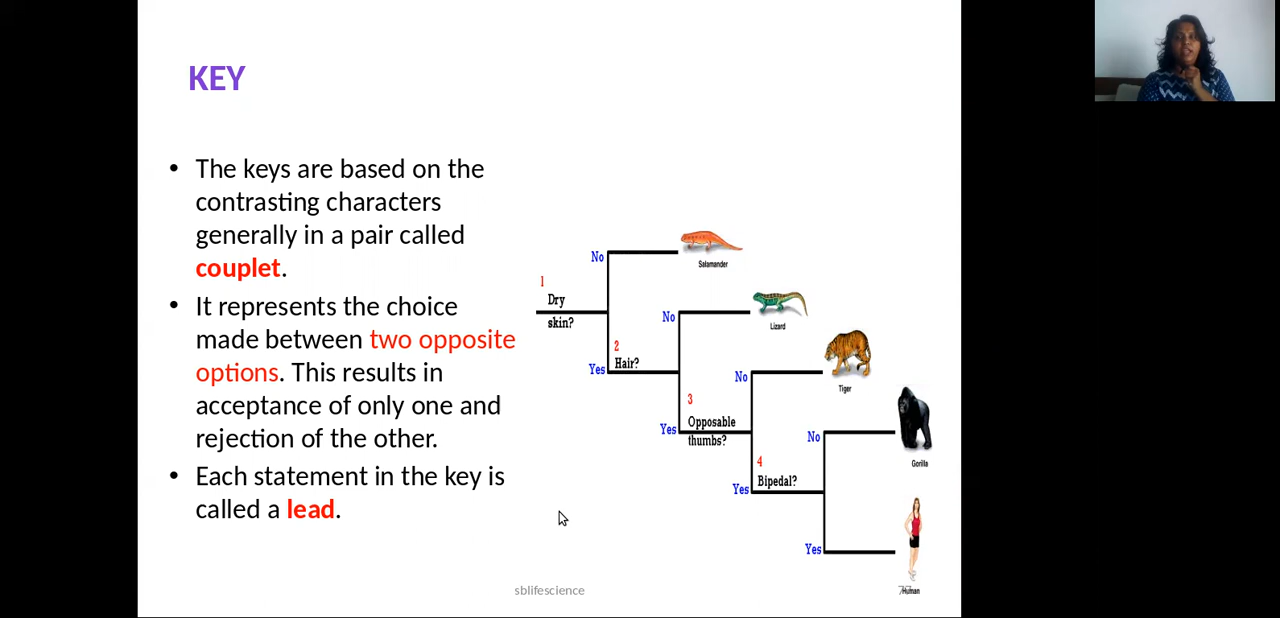 KEY
• The keys are based on the
contrasting characters
generally in a pair called
couplet.
• It represents the choice
made between two opposite
options. This results in
acceptance of only one and
rejection of the other.
• Each statement in the key is
called a lead.
No
Salamander
1
Dry
skin?
No
Lizard
2
Yes Hair?
No
Tiger
3
Opposable
Yes thumbs?
No
Gorilla
4
Yes Bipedal?
Yes
Human
sblifescience